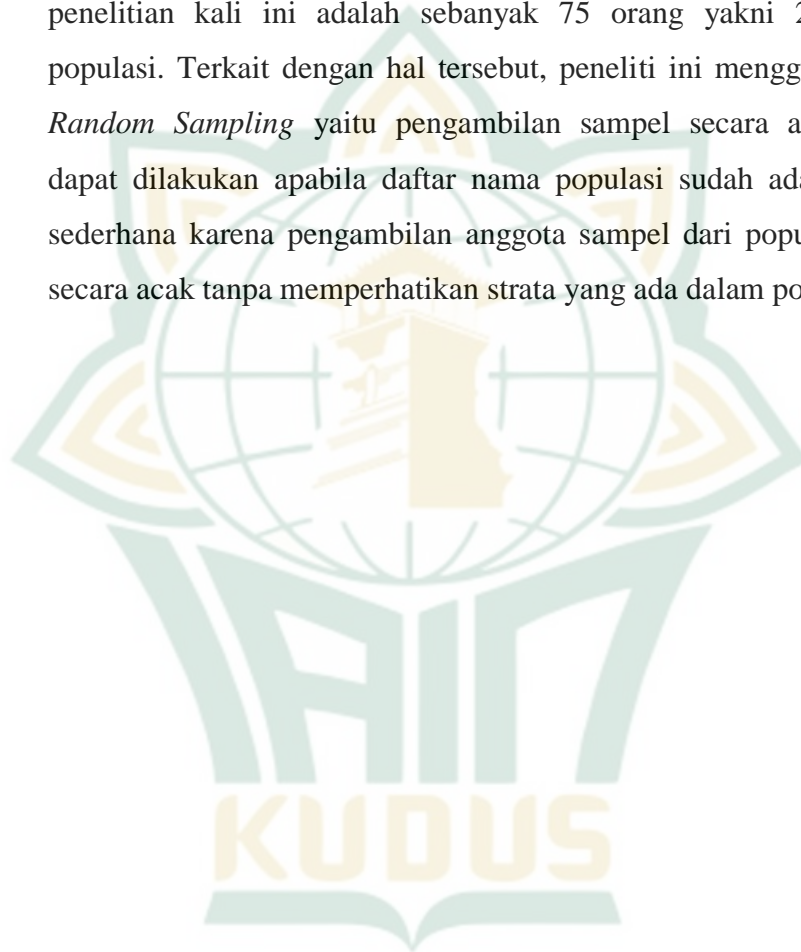 penelitian kali ini adalah sebanyak 75 orang yakni 2
populasi. Terkait dengan hal tersebut, peneliti ini mengg
Random Sampling yaitu pengambilan sampel secara a
dapat dilakukan apabila daftar nama populasi sudah ada
sederhana karena pengambilan anggota sampel dari popu
secara acak tanpa memperhatikan strata yang ada dalam po
IAIN
KUDUS